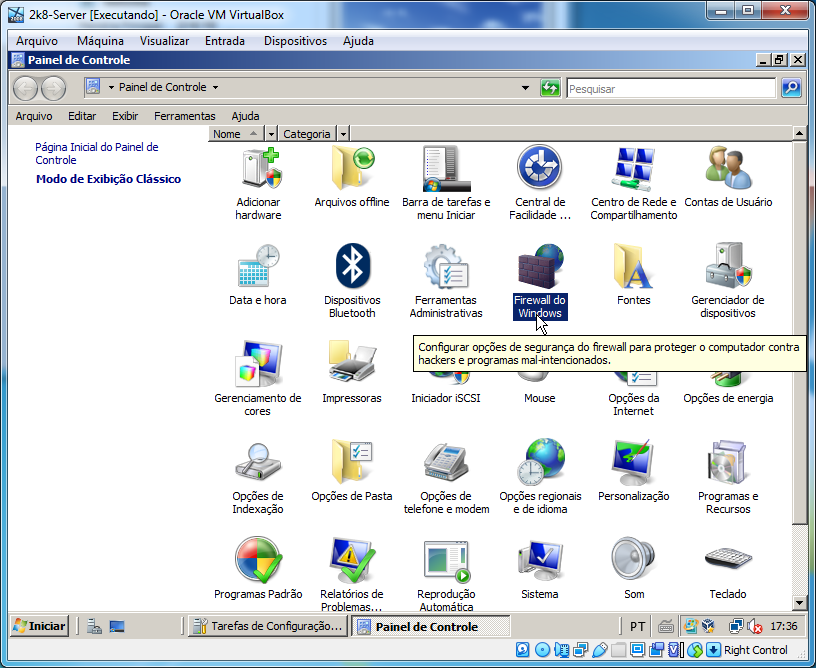 2k8-Server [Executando] - Oracle VM VirtualBox
Arquivo Máquina Visualizar Entrada Dispositivos Ajuda
Painel de Controle
Painel de Controle
Pesquisar
Arquivo Editar Exibir Ferramentas Ajuda
Página Inicial do Painel de
Controle
Modo de Exibição Clássico
Nome Categoria
Adicionar
hardware
Arquivos offline
Barra de tarefas e
menu Iniciar
Central de
Facilidade ...
Centro de Rede e
Compartilhamento
Contas de Usuário
Data e hora
Dispositivos
Bluetooth
Ferramentas
Administrativas
Firewall do
Windows
Fontes
Gerenciador de
dispositivos
Configurar opções de segurança do firewall para proteger o computador contra
hackers e programas mal-intencionados.
Gerenciamento de
cores
Impressoras
Iniciador iSCSI
Mouse
Opções da
Internet
Opções de energia
Opções de
Indexação
Opções de Pasta
Opções de
telefone e modem
Opções regionais
e de idioma
Personalização
Programas e
Recursos
Programas Padrão
Relatórios de
Problemas...
Reprodução
Automática
Sistema
Som
Teclado
Iniciar
Tarefas de Configuração...
Painel de Controle
PT
17:36
Right Control